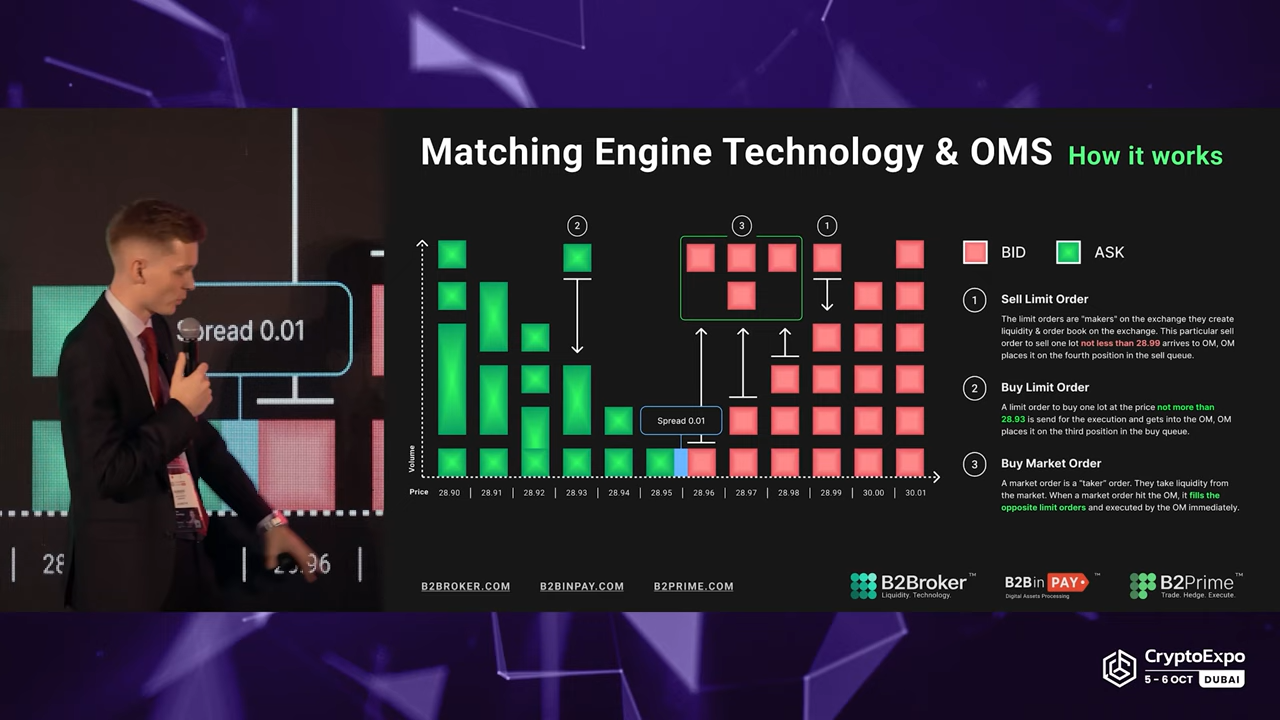 Matching Engine Technology & OMS How it works
2
3
1
BID
ASK
1
Sell Limit Order
The limit orders are "makers" on the exchange they create
liquidity & order book on the exchange. This particular sell
order to sell one lot not less than 28.99 arrives to OM, OM
places it on the fourth position in the sell queue.
2
Buy Limit Order
A limit order to buy one lot at the price not more than
28.93 is send for the execution and gets into the OM, OM
places it on the third position in the buy queue.
3
Buy Market Order
A market order is a "taker" order. They take liquidity from
the market. When a market order hit the OM, it fills the
opposite limit orders and executed by the OM immediately.
Spread 0.01
Volume
Price 28.90 | 28.91 | 28.92 | 28.93 | 28.94 | 28.95 | 28.96 | 28.97 | 28.98 | 28.99 | 30.00 | 30.01
Spread 0.01
B2BROKER.COM
B2BINPAY.COM
B2PRIME.COM
B2Broker™
Liquidity. Technology.
B2BinPAY™
Digital Assets Processing
B2Prime™
Trade. Hedge. Execute.
CryptoExpo
5 - 6 OCT DUBAI